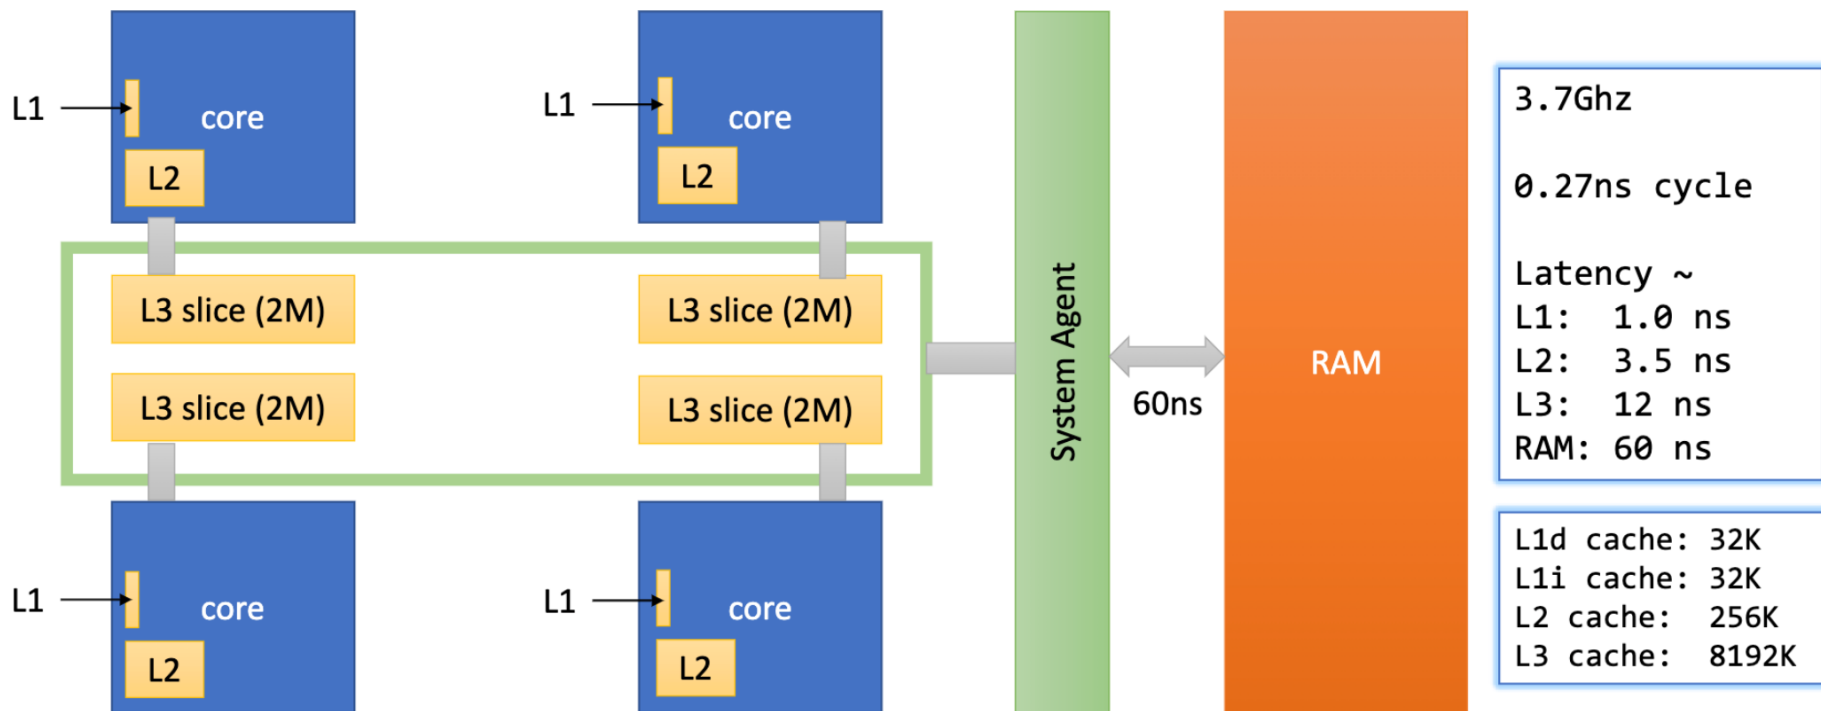 L1
core
L2
L1
core
L2
L3 slice (2M)
L3 slice (2M)
L3 slice (2M)
L3 slice (2M)
L1
core
L2
L1
core
L2
System Agent
60ns
RAM
3.7Ghz
0.27ns cycle
Latency ~
L1: 1.0 ns
L2: 3.5 ns
L3: 12 ns
RAM: 60 ns
L1d cache: 32K
L1i cache: 32K
L2 cache: 256K
L3 cache: 8192K